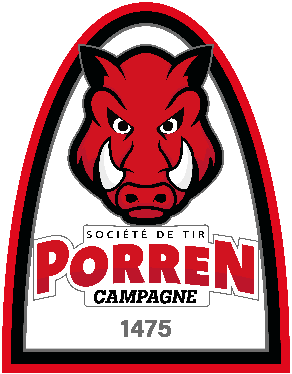 SOCIÉTÉ DE TIR
PORREN
CAMPAGNE
1475